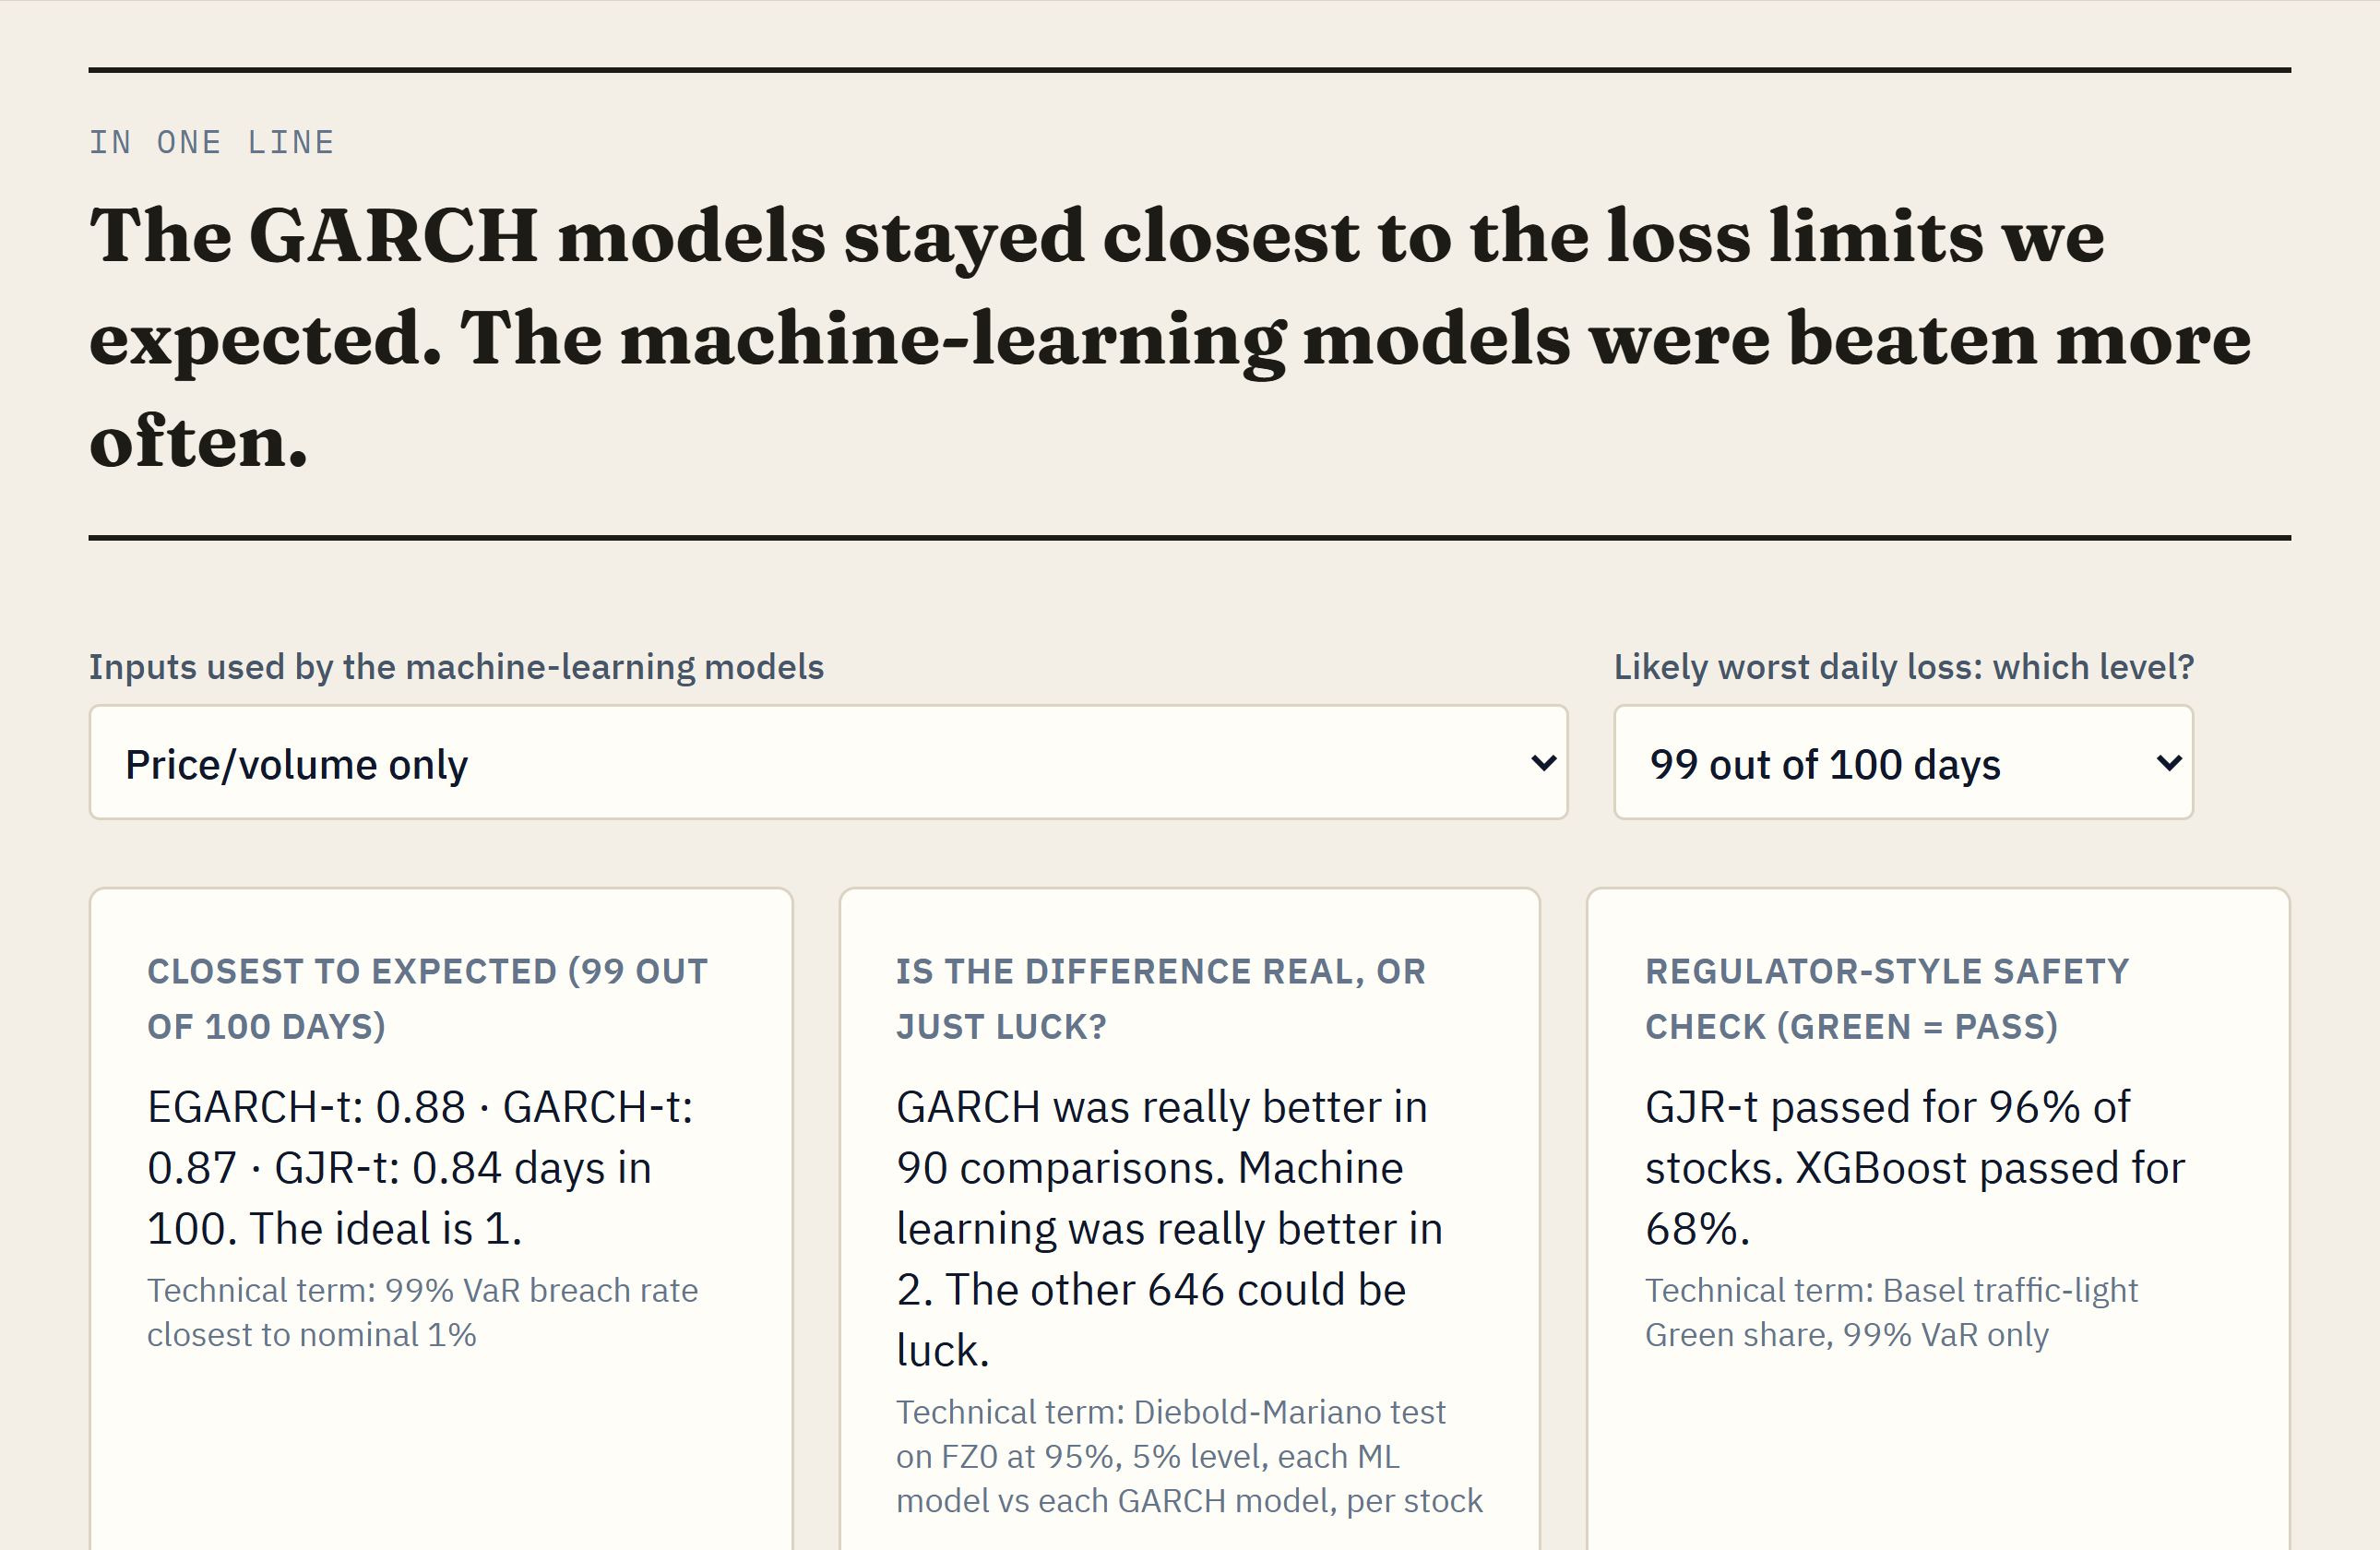 IN ONE LINE
The GARCH models stayed closest to the loss limits we
expected. The machine-learning models were beaten more
often.
Inputs used by the machine-learning models
Price/volume only
Likely worst daily loss: which level?
99 out of 100 days
CLOSEST TO EXPECTED (99 OUT
OF 100 DAYS)
EGARCH-t: 0.88 · GARCH-t:
0.87 · GJR-t: 0.84 days in
100. The ideal is 1.
Technical term: 99% VaR breach rate
closest to nominal 1%
IS THE DIFFERENCE REAL, OR
JUST LUCK?
GARCH was really better in
90 comparisons. Machine
learning was really better in
2. The other 646 could be
luck.
Technical term: Diebold-Mariano test
on FZ0 at 95%, 5% level, each ML
model vs each GARCH model, per stock
REGULATOR-STYLE SAFETY
CHECK (GREEN = PASS)
GJR-t passed for 96% of
stocks. XGBoost passed for
68%.
Technical term: Basel traffic-light
Green share, 99% VaR only